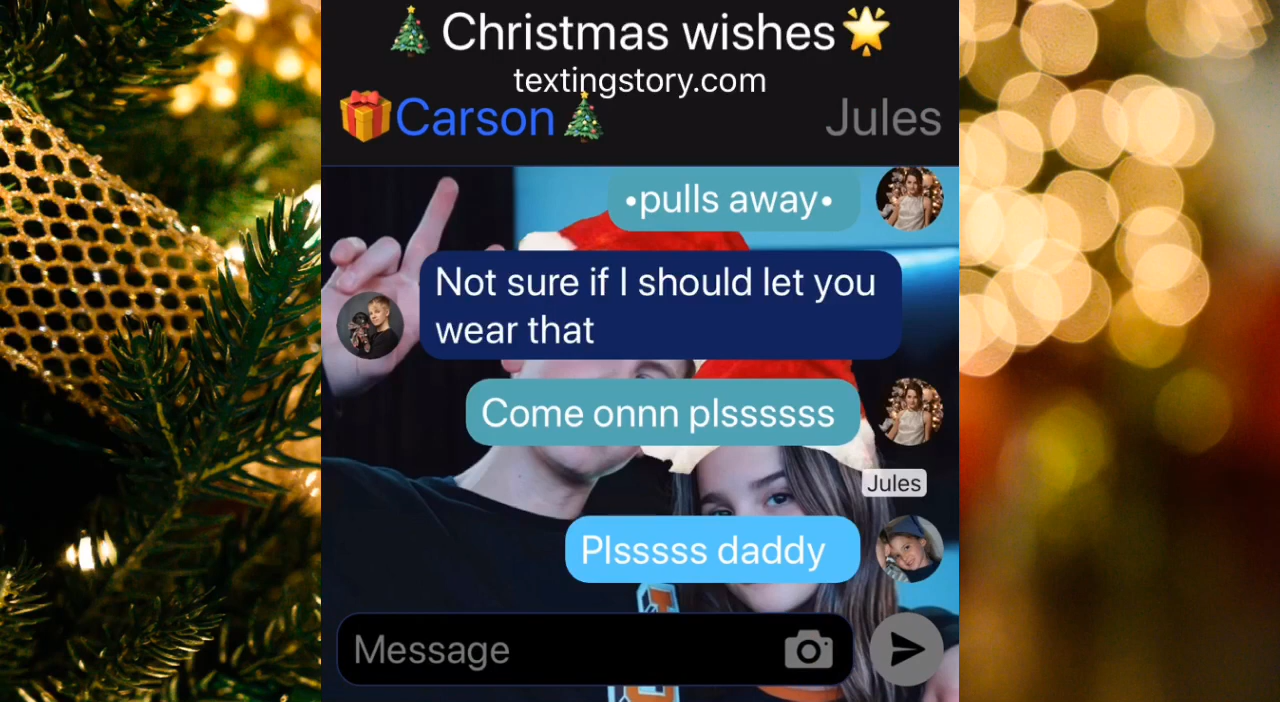 🎄Christmas wishes🌟
textingstory.com
🎁Carson🎄
Jules
•pulls away•
Not sure if I should let you
wear that
Come onnn plssssss
Jules
Plsssss daddy
Message